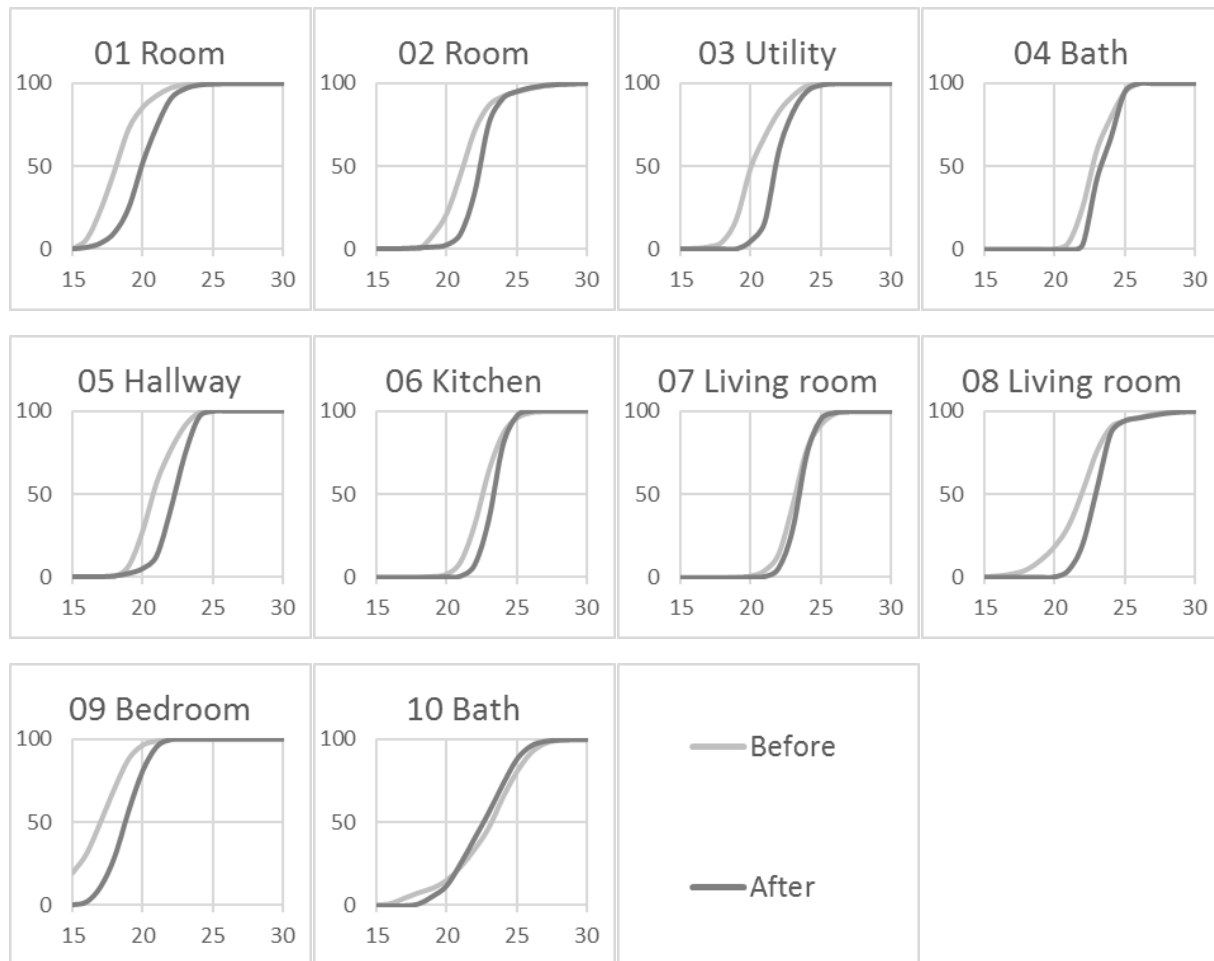 01 Room 02 Room 03 Utility 04 Bath
100 100 100 100
50 50 50 50
0 0 0 0
15 20 25 30 15 20 25 30 15 20 25 30 15 20 25 30
05 Hallway 06 Kitchen 07 Living room 08 Living room
100 100 100 100
50 50 50 50
0 0 0 0
15 20 25 30 15 20 25 30 15 20 25 30 15 20 25 30
09 Bedroom 10 Bath
100 100
Before
50 50
After
0 0
15 20 25 30 15 20 25 30